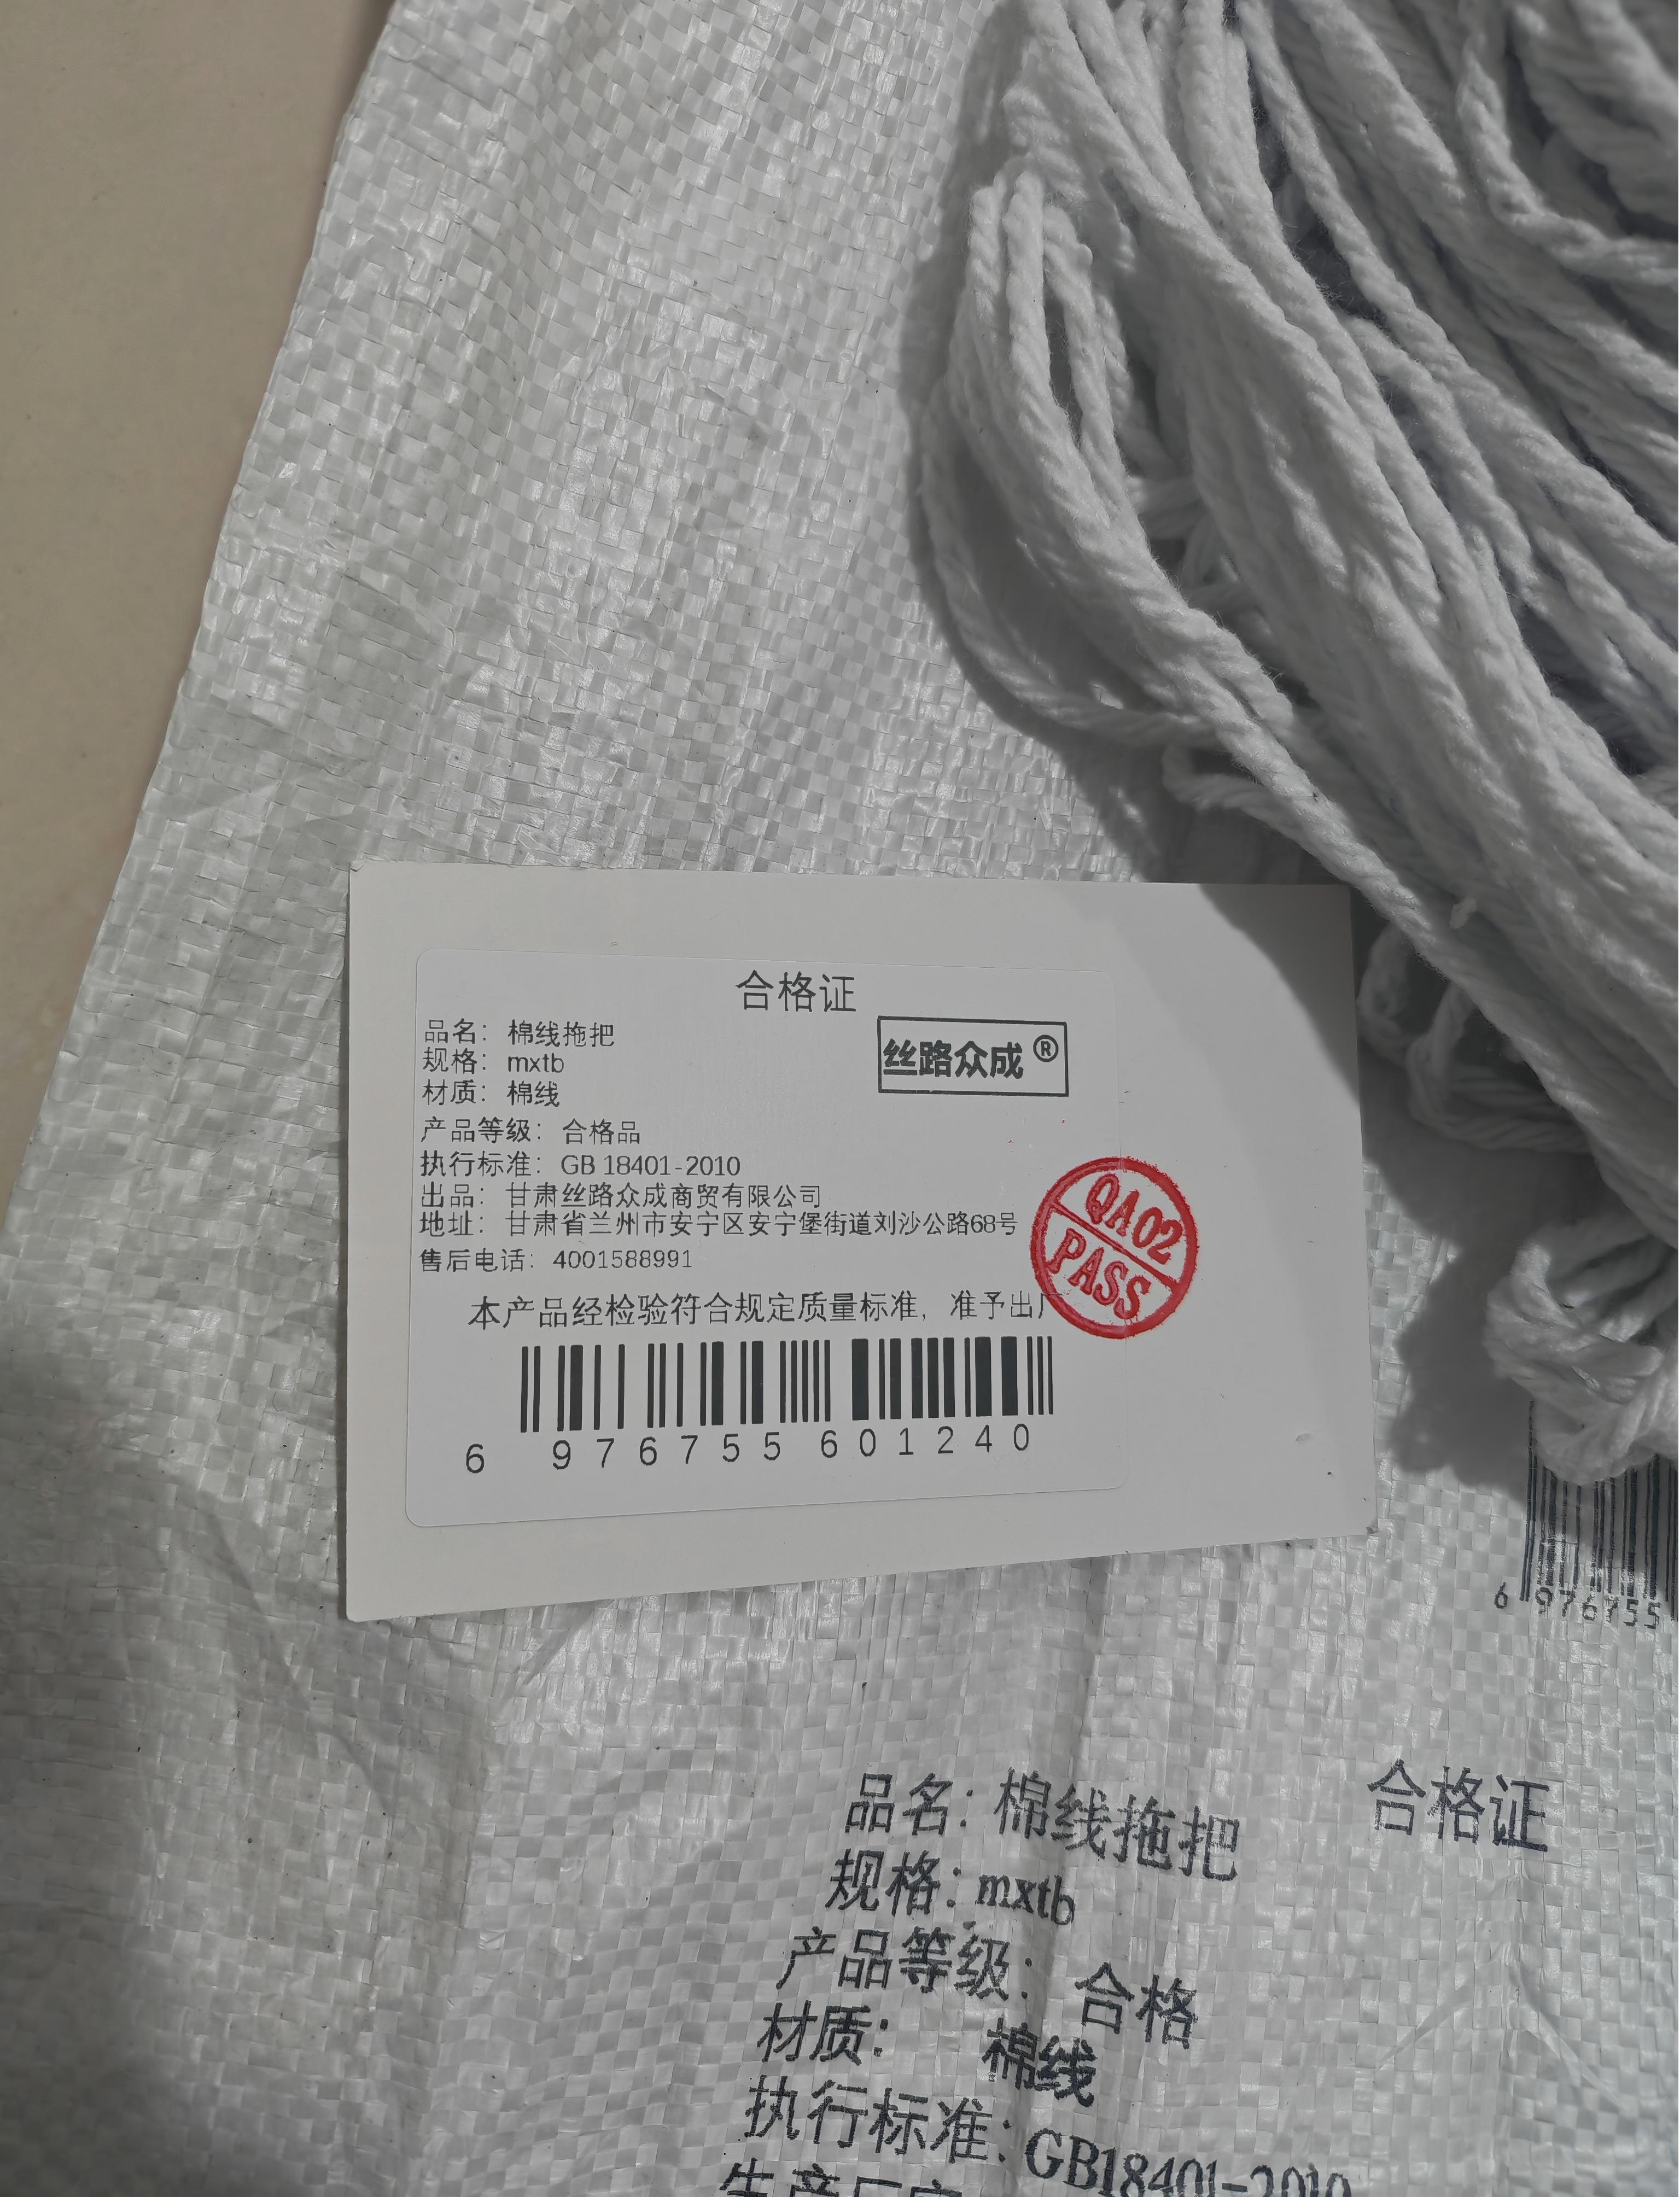 合格证
丝路众成®
品名：棉线拖把
规格：mxtb
材质：棉线
产品等级：合格品
执行标准：GB 18401-2010
出品：甘肃丝路众成商贸有限公司
地址：甘肃省兰州市安宁区安宁堡街道刘沙公路68号
售后电话：4001588991
本产品经检验符合规定质量标准，准予出厂
QA02
PASS
6 976755 601240
6 976755
合格证
品名：棉线拖把
规格：mxtb
产品等级：合格
材质：棉线
执行标准：GB18401-2010
生产厂家